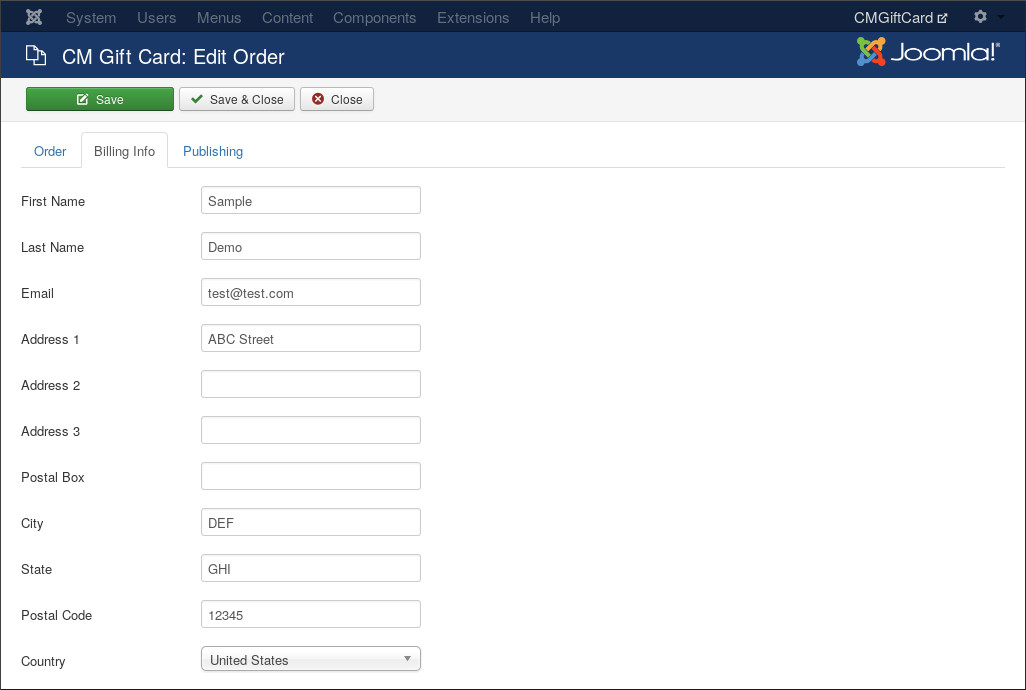 System Users Menus Content Components Extensions Help CMGiftCard
CM Gift Card: Edit Order Joomla!®
Save Save & Close Close
Order Billing Info Publishing
First Name Sample
Last Name Demo
Email test@test.com
Address 1 ABC Street
Address 2
Address 3
Postal Box
City DEF
State GHI
Postal Code 12345
Country United States